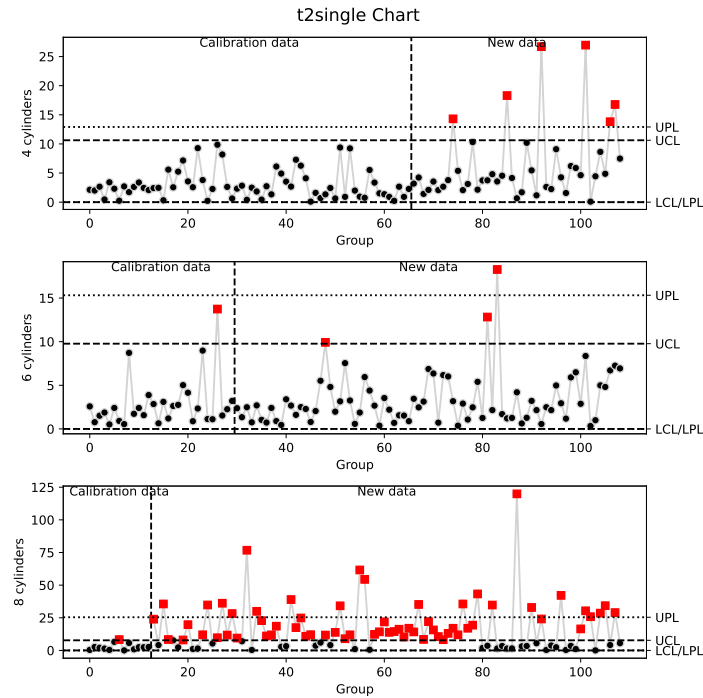 t2single Chart
Calibration data New data
25
20
15
10
5
0
4 cylinders
UPL
UCL
LCL/LPL
0 20 40 60 80 100
Group
Calibration data New data
15
10
5
0
6 cylinders
UPL
UCL
LCL/LPL
0 20 40 60 80 100
Group
Calibration data New data
125
100
75
50
25
0
8 cylinders
UPL
UCL
LCL/LPL
0 20 40 60 80 100
Group